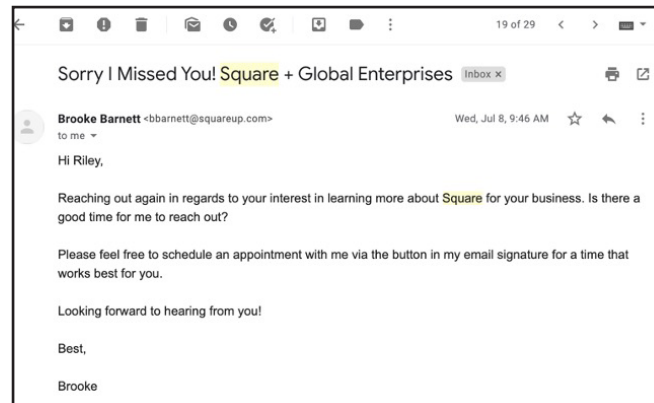 19 of 29
Sorry I Missed You! Square + Global Enterprises Inbox ×
Brooke Barnett <bbarnett@squareup.com> Wed, Jul 8, 9:46 AM
to me
Hi Riley,
Reaching out again in regards to your interest in learning more about Square for your business. Is there a
good time for me to reach out?
Please feel free to schedule an appointment with me via the button in my email signature for a time that
works best for you.
Looking forward to hearing from you!
Best,
Brooke